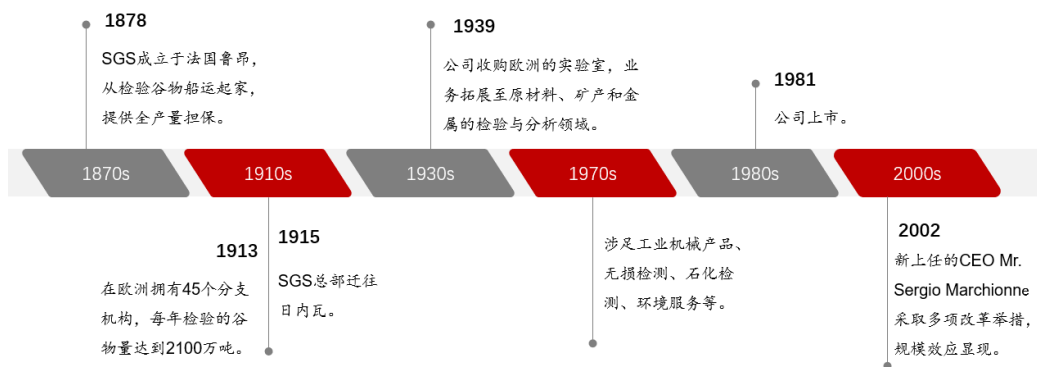 1878
SGS成立于法国鲁昂，
从检验谷物船运起家，
提供全产量担保。
1939
公司收购欧洲的实验室，业
务拓展至原材料、矿产和金
属的检验与分析领域。
1981
公司上市。
1870s
1910s
1930s
1970s
1980s
2000s
1913
在欧洲拥有45个分支
机构，每年检验的谷
物量达到2100万吨。
1915
SGS总部迁往
日内瓦。
涉足工业机械产品、
无损检测、石化检
测、环境服务等。
2002
新上任的CEO Mr.
Sergio Marchionne
采取多项改革举措，
规模效应显现。